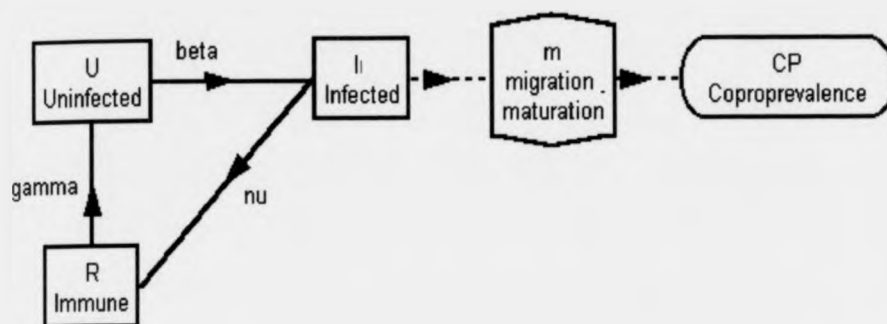 beta
U
Uninfected
I
Infected
m
migration
maturation
CP
Coproprevalence
gamma
nu
R
Immune